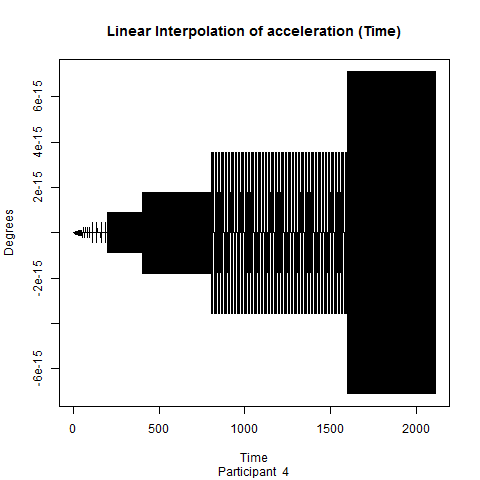 Linear Interpolation of acceleration (Time)
Degrees
6e-15
4e-15
2e-15
-2e-15
-6e-15
0
500
1000
1500
2000
Time
Participant 4